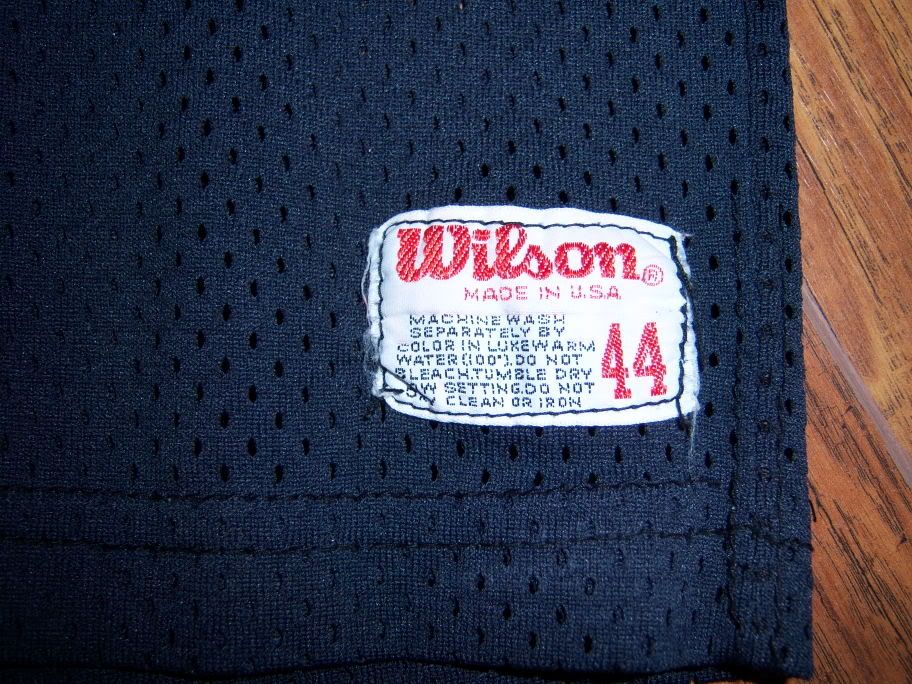 Wilson®
MADE IN U.S.A
MACHINE WASH
SEPARATELY BY
COLOR IN LUKEWARM
WATER(100°).DO NOT
BLEACH.TUMBLE DRY
LOW SETTING.DO NOT
CLEAN OR IRON
44